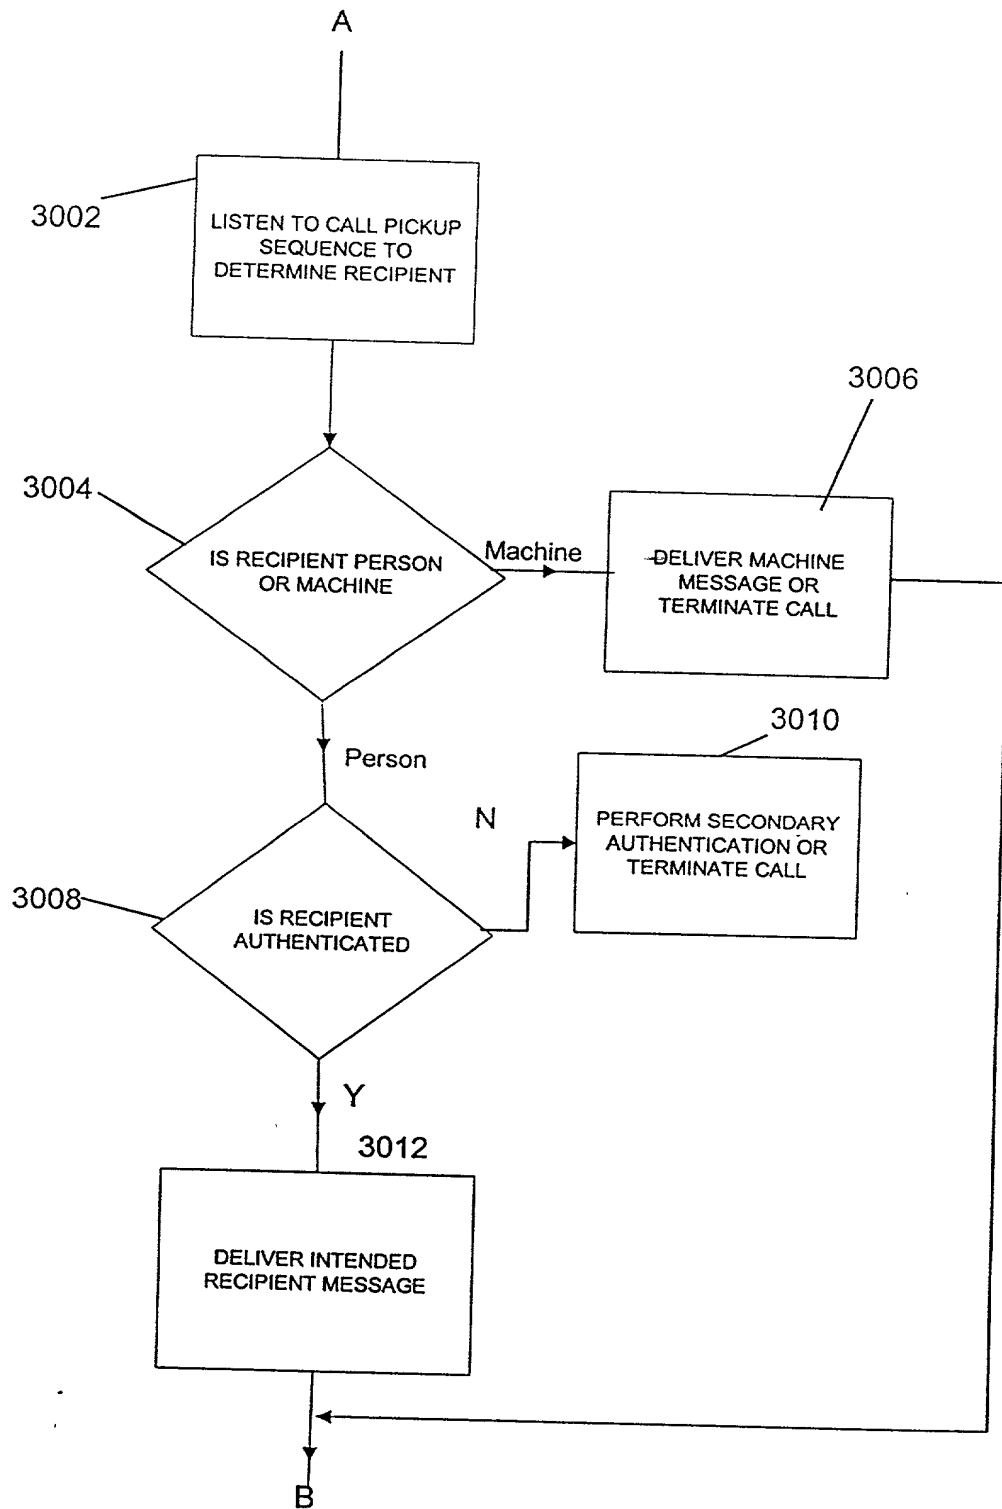 A
3002
LISTEN TO CALL PICKUP
SEQUENCE TO
DETERMINE RECIPIENT
3006
3004
IS RECIPIENT PERSON
OR MACHINE
Machine
DELIVER MACHINE
MESSAGE OR
TERMINATE CALL
3010
Person
N
PERFORM SECONDARY
AUTHENTICATION OR
TERMINATE CALL
3008
IS RECIPIENT
AUTHENTICATED
Y
3012
DELIVER INTENDED
RECIPIENT MESSAGE
B